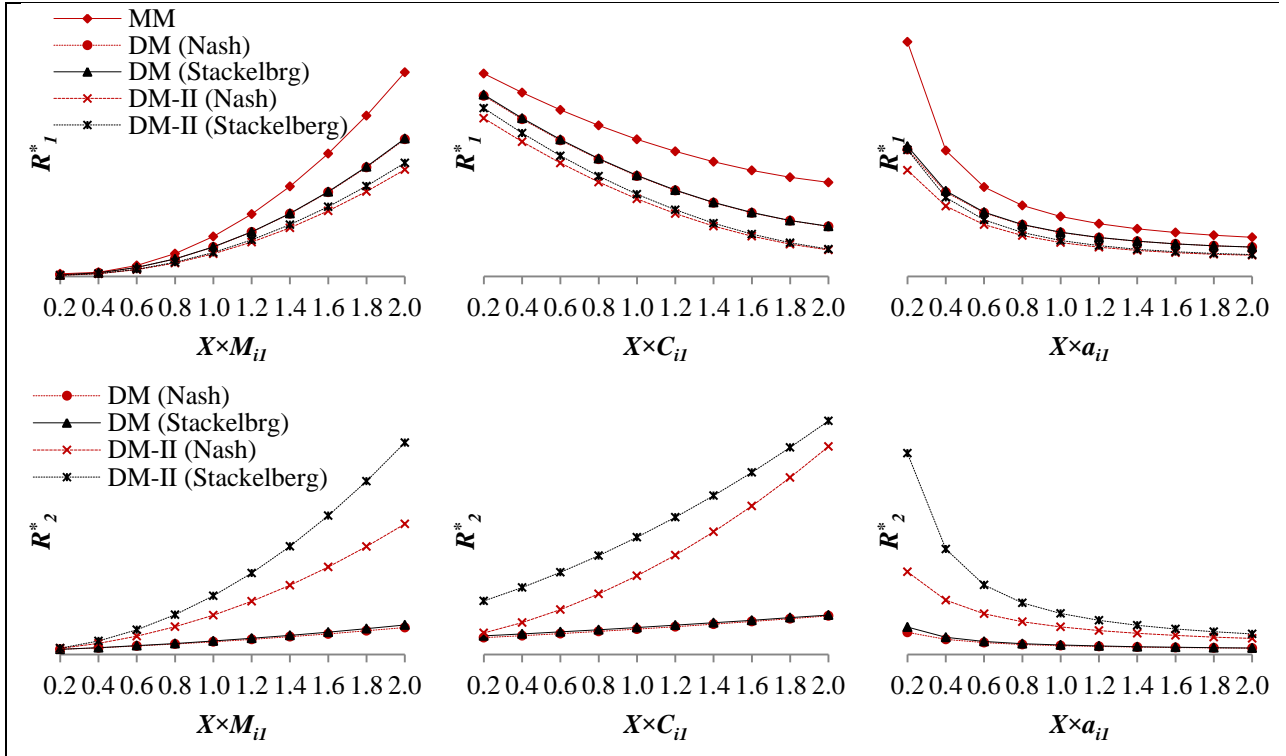 MM
DM (Nash)
DM (Stackelbrg)
DM-II (Nash)
DM-II (Stackelberg)
R*1
R*1
R*1
0.2 0.4 0.6 0.8 1.0 1.2 1.4 1.6 1.8 2.0
0.2 0.4 0.6 0.8 1.0 1.2 1.4 1.6 1.8 2.0
0.2 0.4 0.6 0.8 1.0 1.2 1.4 1.6 1.8 2.0
X×Mi1
X×Ci1
X×ai1
DM (Nash)
DM (Stackelbrg)
DM-II (Nash)
DM-II (Stackelberg)
R*2
R*2
R*2
0.2 0.4 0.6 0.8 1.0 1.2 1.4 1.6 1.8 2.0
0.2 0.4 0.6 0.8 1.0 1.2 1.4 1.6 1.8 2.0
0.2 0.4 0.6 0.8 1.0 1.2 1.4 1.6 1.8 2.0
X×Mi1
X×Ci1
X×ai1